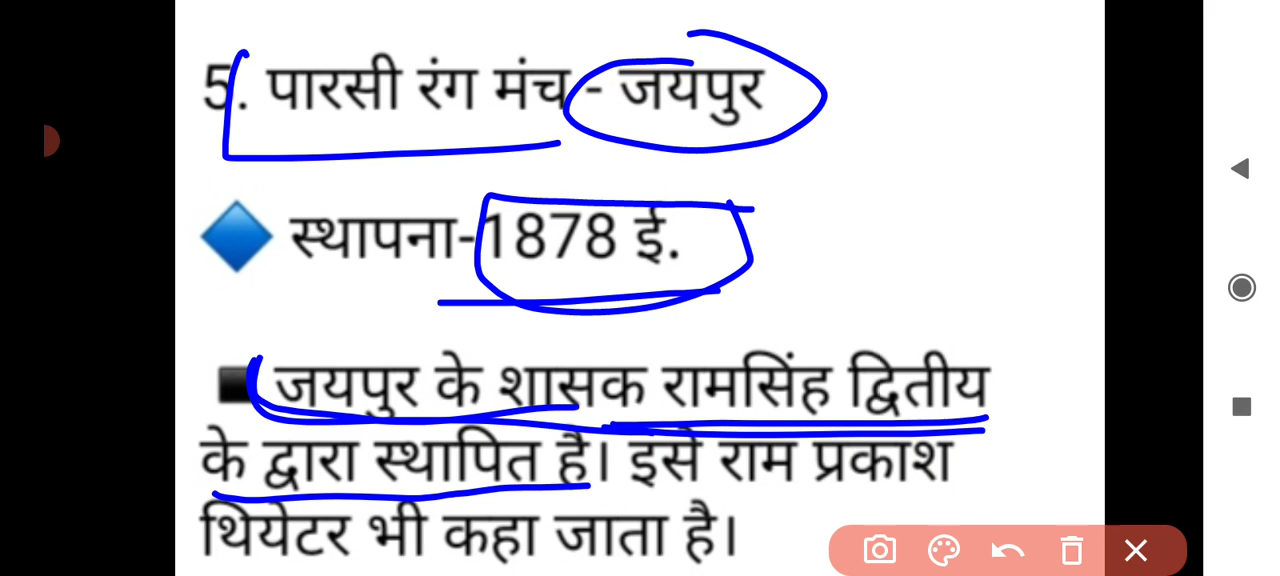 5. पारसी रंग मंच - जयपुर
स्थापना-1878 ई.
जयपुर के शासक रामसिंह द्वितीय
के द्वारा स्थापित है। इसे राम प्रकाश
थियेटर भी कहा जाता है।